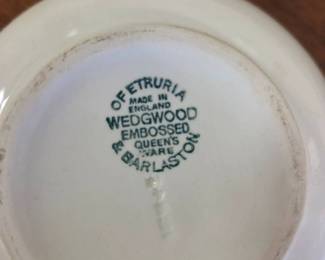 OF ETRURIA
MADE IN
ENGLAND
WEDGWOOD
EMBOSSED
QUEEN'S
WARE
& BARLASTON